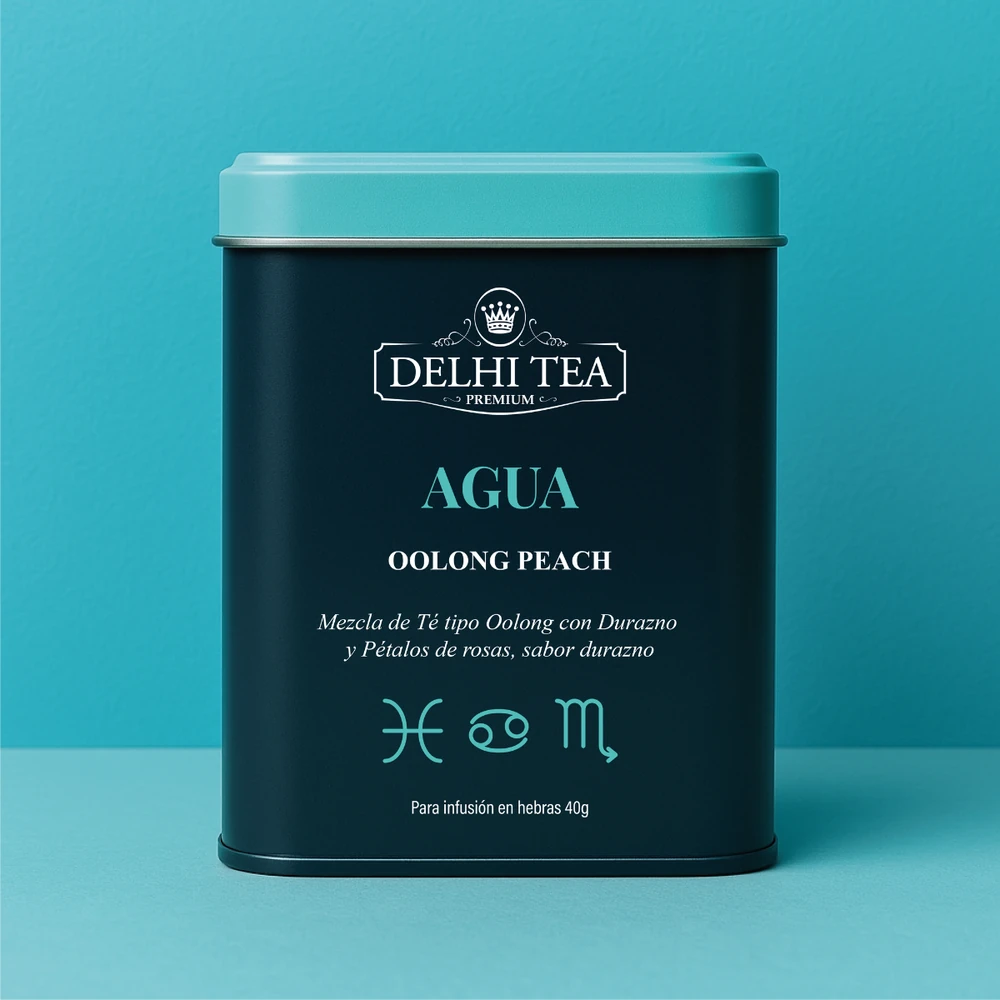 DELHI TEA
PREMIUM
AGUA
OOLONG PEACH
Mezcla de Té tipo Oolong con Durazno
y Pétalos de rosas, sabor durazno
Para infusión en hebras 40g